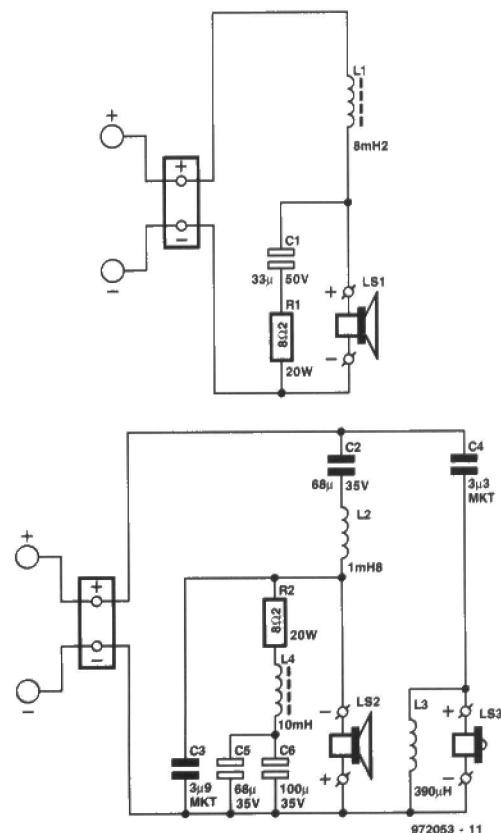 L1
8mH2
+
+
−
−
C1
33µ 50V
R1
8Ω2
20W
+ LS1
−
C2
68µ 35V
C4
3µ3
MKT
L2
1mH8
+
+
−
−
R2
8Ω2
20W
L4
10mH
C3
3µ9
MKT
C5
68µ
35V
C6
100µ
35V
− LS2
+
L3
390µH
+ LS3
−
972053 - 11